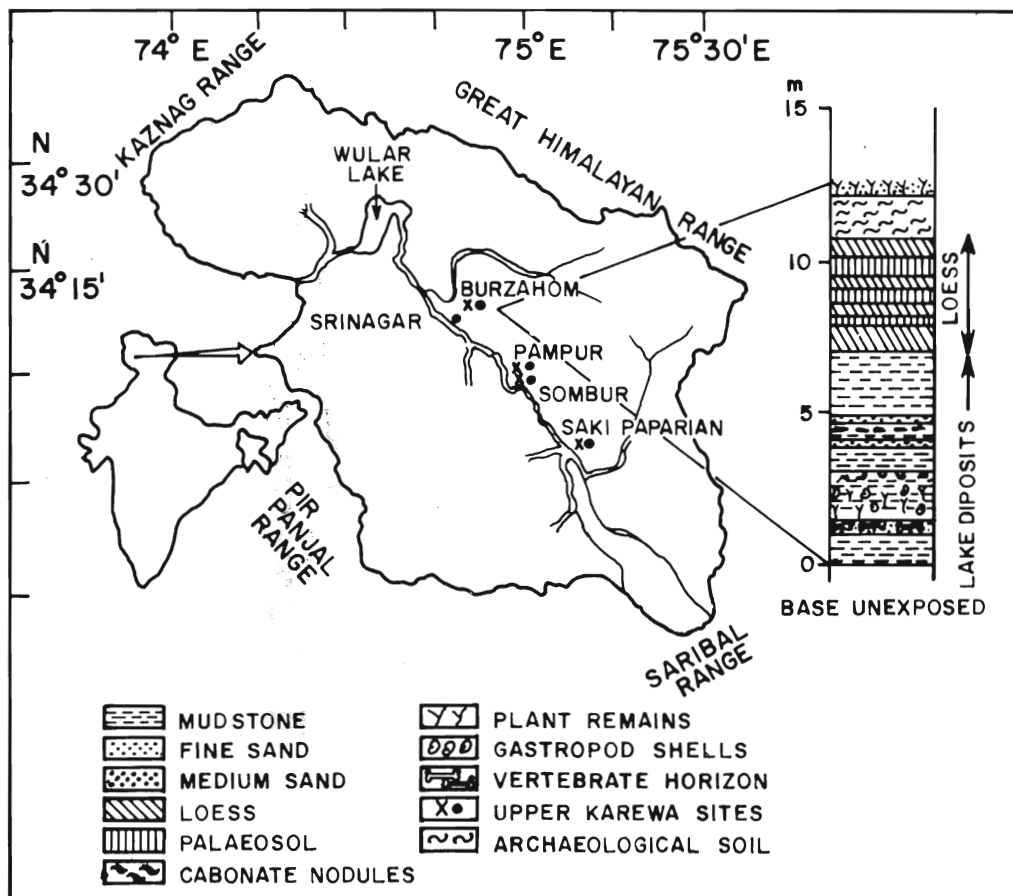 74° E
75° E
75° 30' E
KAZNAG RANGE
GREAT HIMALAYAN RANGE
N
34° 30'
N
34° 15'
WULAR
LAKE
BURZAHOM
SRINAGAR
PAMPUR
SOMBUR
SAKI PAPARIAN
PIR
PANJAL
RANGE
SARIBAL
RANGE
m
15
10
5
0
LOESS
LAKE DIPOSITS
BASE UNEXPOSED
MUDSTONE
FINE SAND
MEDIUM SAND
LOESS
PALAEOSOL
CABONATE NODULES
PLANT REMAINS
GASTROPOD SHELLS
VERTEBRATE HORIZON
UPPER KAREWA SITES
ARCHAEOLOGICAL SOIL